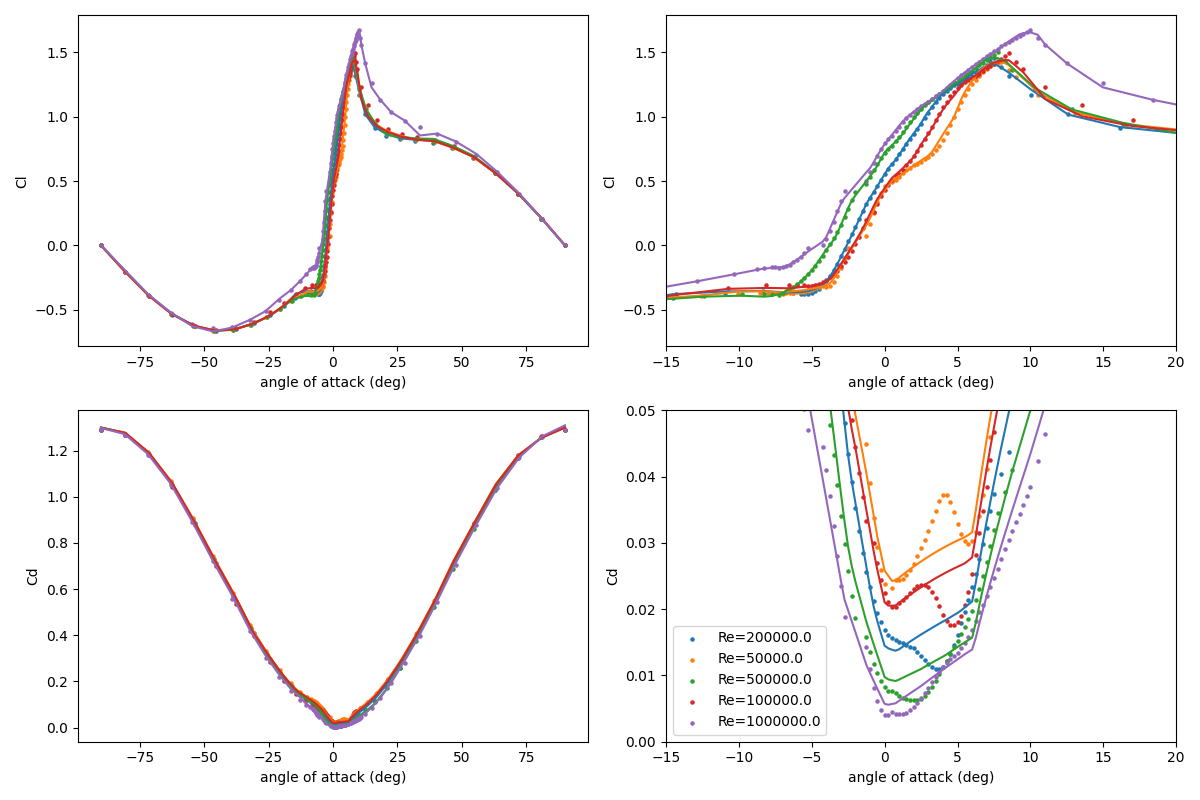 1.5
1.0
0.5
0.0
−0.5
Cl
−75 −50 −25 0 25 50 75
angle of attack (deg)
1.5
1.0
0.5
0.0
−0.5
Cl
−15 −10 −5 0 5 10 15 20
angle of attack (deg)
1.2
1.0
0.8
0.6
0.4
0.2
0.0
Cd
−75 −50 −25 0 25 50 75
angle of attack (deg)
0.05
0.04
0.03
0.02
0.01
0.00
Cd
Re=200000.0
Re=50000.0
Re=500000.0
Re=100000.0
Re=1000000.0
−15 −10 −5 0 5 10 15 20
angle of attack (deg)